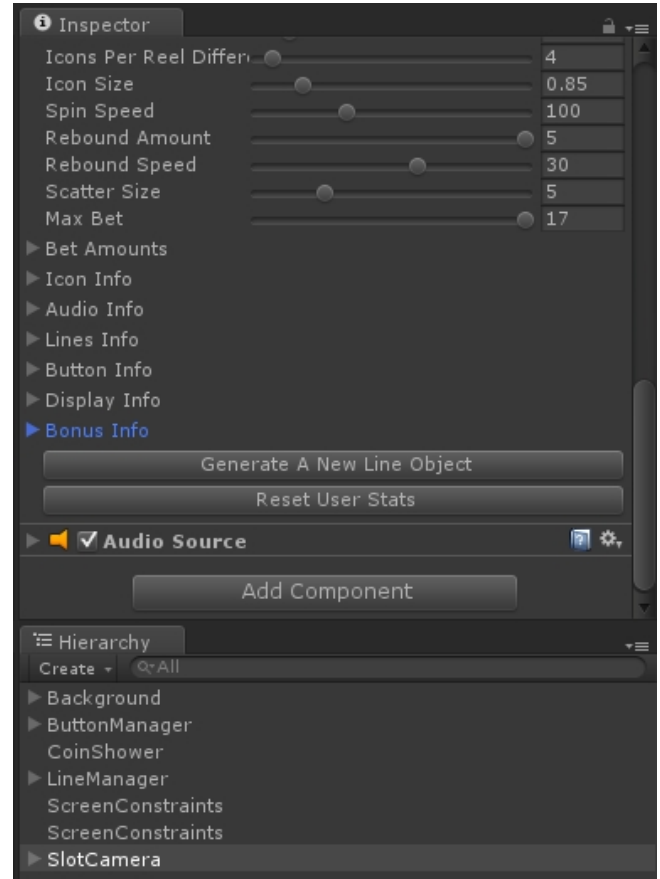 Inspector
Icons Per Reel Differ
4
Icon Size
0.85
Spin Speed
100
Rebound Amount
5
Rebound Speed
30
Scatter Size
5
Max Bet
17
Bet Amounts
Icon Info
Audio Info
Lines Info
Button Info
Display Info
Bonus Info
Generate A New Line Object
Reset User Stats
Audio Source
Add Component
Hierarchy
Create
All
Background
ButtonManager
CoinShower
LineManager
ScreenConstraints
ScreenConstraints
SlotCamera